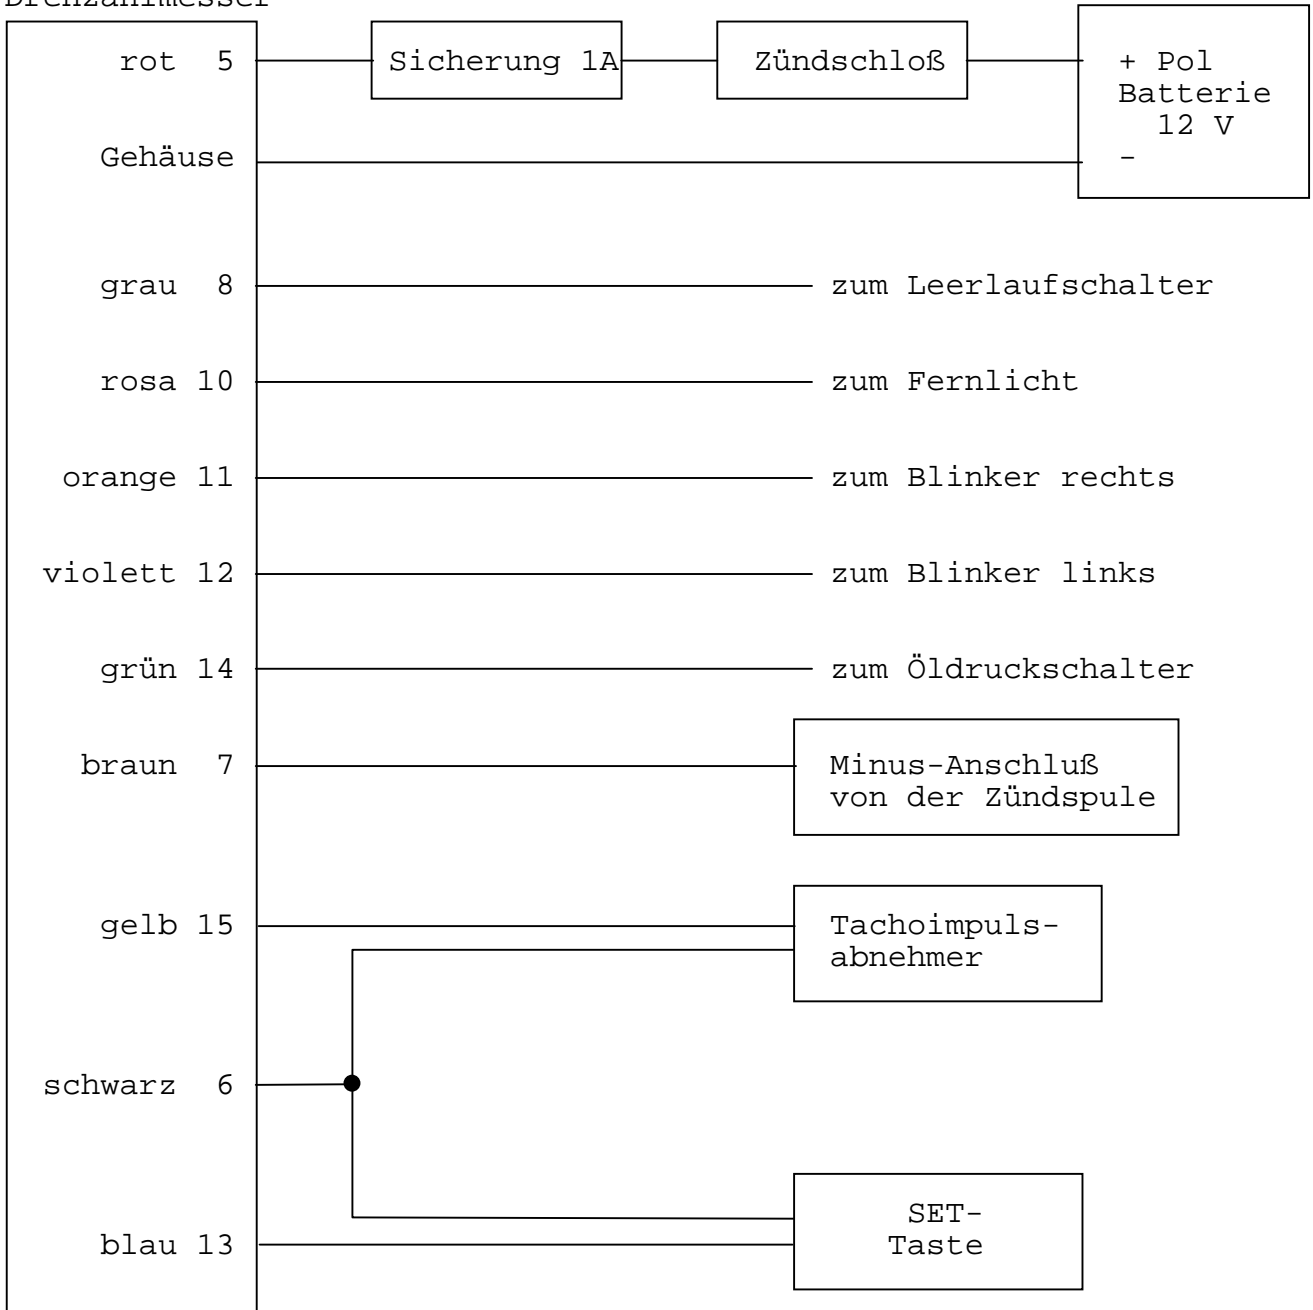 Drehzahlmesser
rot 5 Sicherung 1A Zündschloß + Pol
Batterie
12 V
Gehäuse -
grau 8 zum Leerlaufschalter
rosa 10 zum Fernlicht
orange 11 zum Blinker rechts
violett 12 zum Blinker links
grün 14 zum Öldruckschalter
braun 7 Minus-Anschluß
von der Zündspule
gelb 15 Tachoimpuls-
abnehmer
schwarz 6
SET-
blau 13 Taste